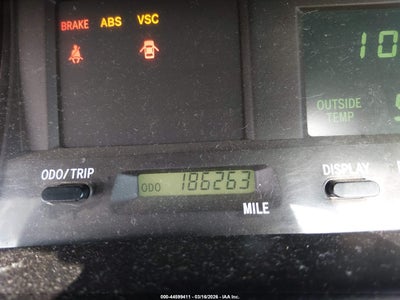 BRAKE ABS VSC
10
OUTSIDE
TEMP
ODO/TRIP
DISPLAY
ODO 186263
MILE
000-44599411 - 03/16/2026 - IAA Inc.